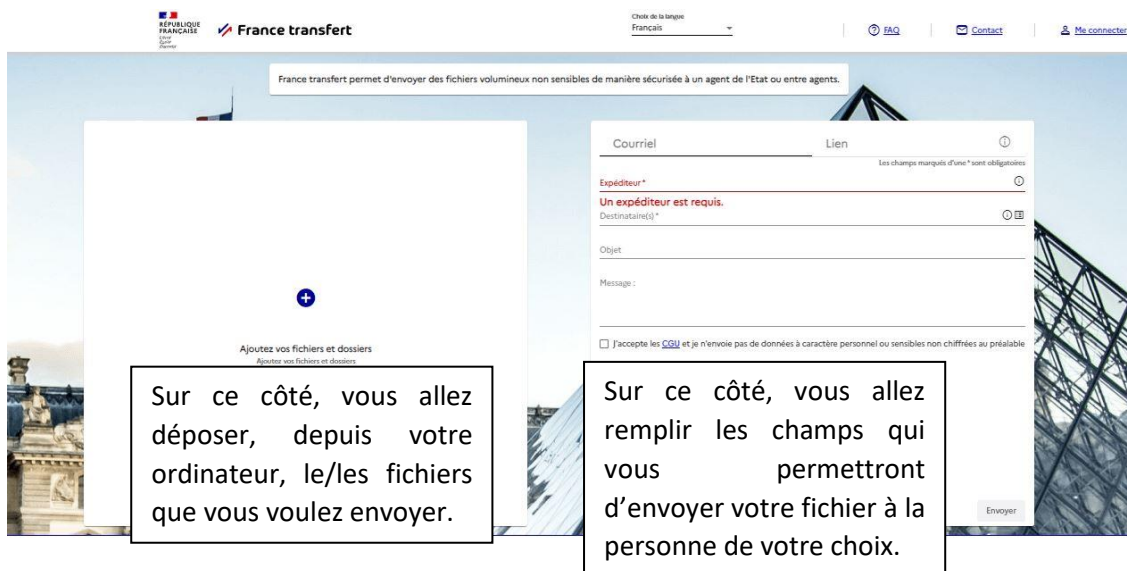 RÉPUBLIQUE
FRANÇAISE
Liberté
Égalité
Fraternité
France transfert
Choix de la langue
Français
FAQ
Contact
Me connecter
France transfert permet d'envoyer des fichiers volumineux non sensibles de manière sécurisée à un agent de l'Etat ou entre agents.
Ajoutez vos fichiers et dossiers
Ajoutez vos fichiers et dossiers
Sur ce côté, vous allez
déposer, depuis votre
ordinateur, le/les fichiers
que vous voulez envoyer.
Courriel
Lien
Les champs marqués d'une * sont obligatoires
Expéditeur *
Un expéditeur est requis.
Destinataire(s) *
Objet
Message :
J'accepte les CGU et je n'envoie pas de données à caractère personnel ou sensibles non chiffrées au préalable
Sur ce côté, vous allez
remplir les champs qui
vous permettront
d’envoyer votre fichier à la
personne de votre choix.
Envoyer